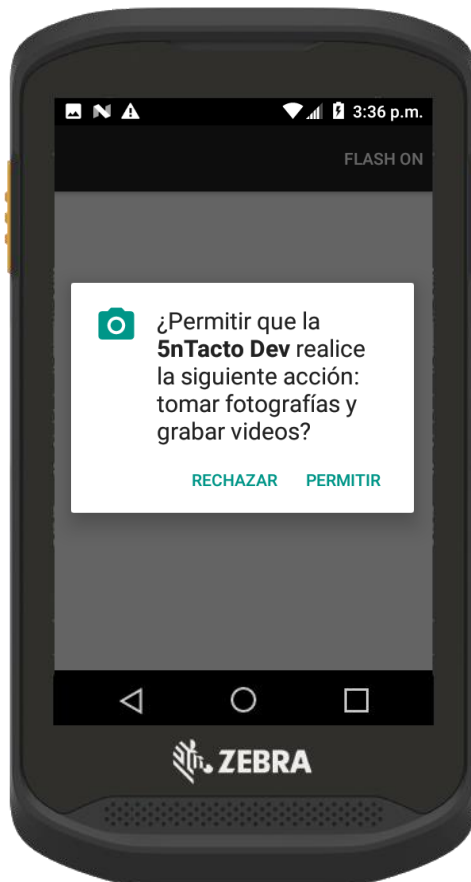 3:36 p.m.
FLASH ON
¿Permitir que la
5nTacto Dev realice
la siguiente acción:
tomar fotografías y
grabar videos?
RECHAZAR PERMITIR
ZEBRA